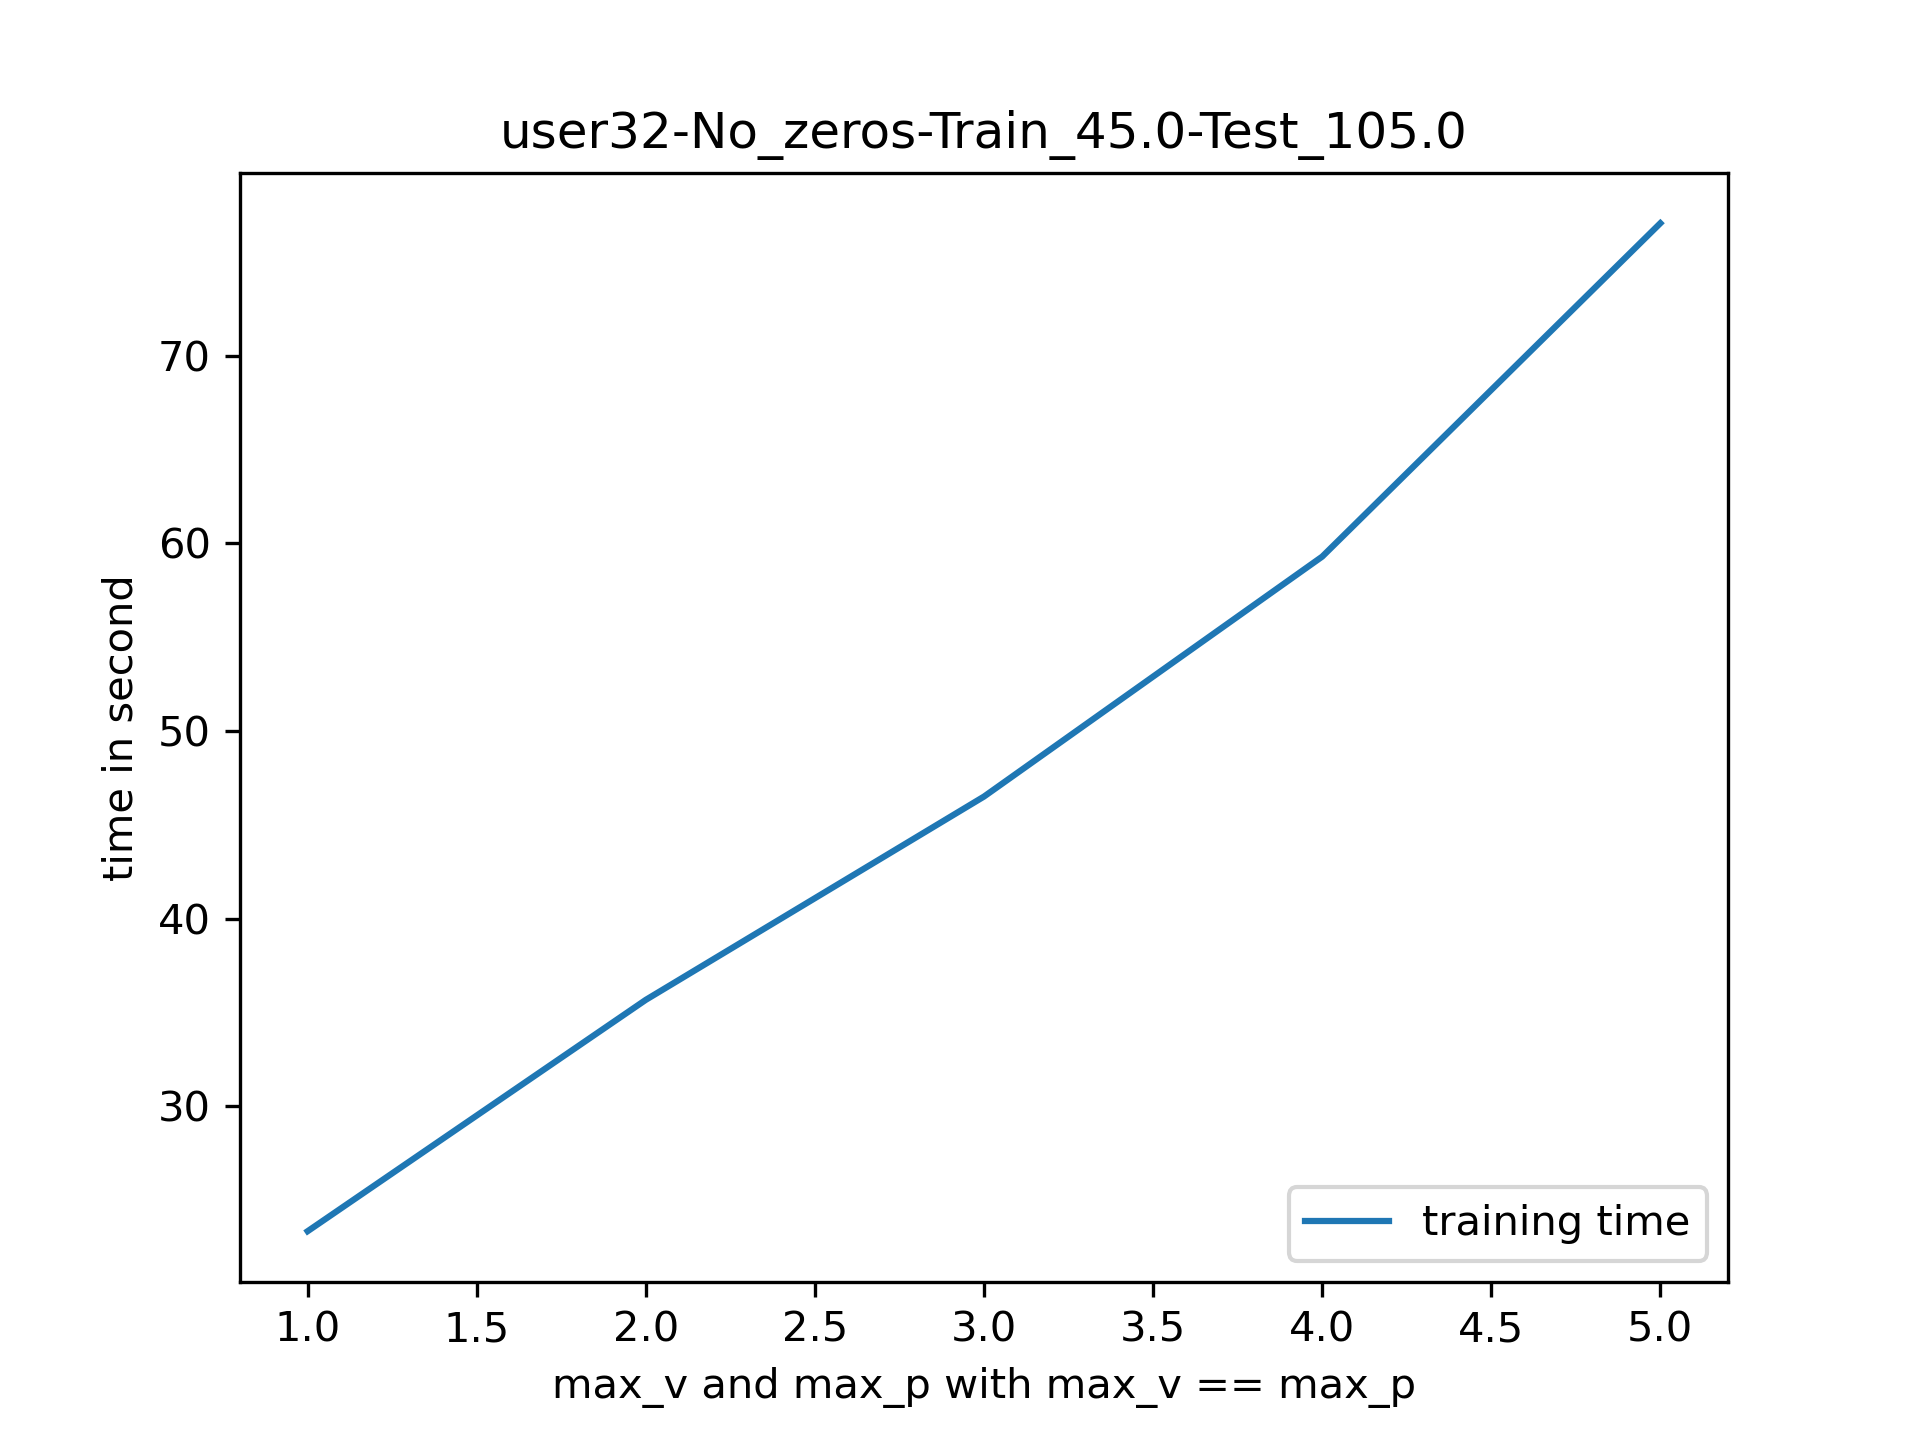 user32-No_zeros-Train_45.0-Test_105.0
time in second
70
60
50
40
30
training time
1.0 1.5 2.0 2.5 3.0 3.5 4.0 4.5 5.0
max_v and max_p with max_v == max_p